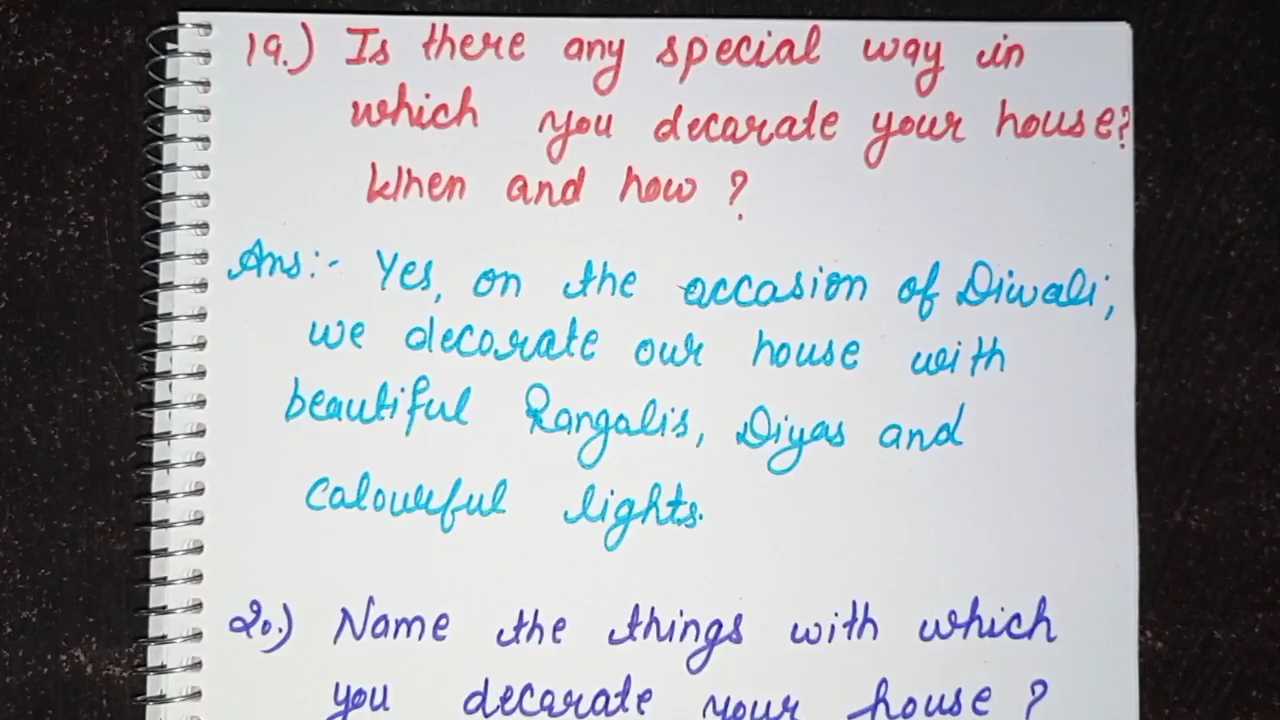 19.) Is there any special way in
which you decarate your house?
When and how ?
Ans:- Yes, on the accasion of Diwali,
we decorate our house with
beautiful Rangalis, Diyas and
calourful lights.
20.) Name the things with which
you decarate your house ?